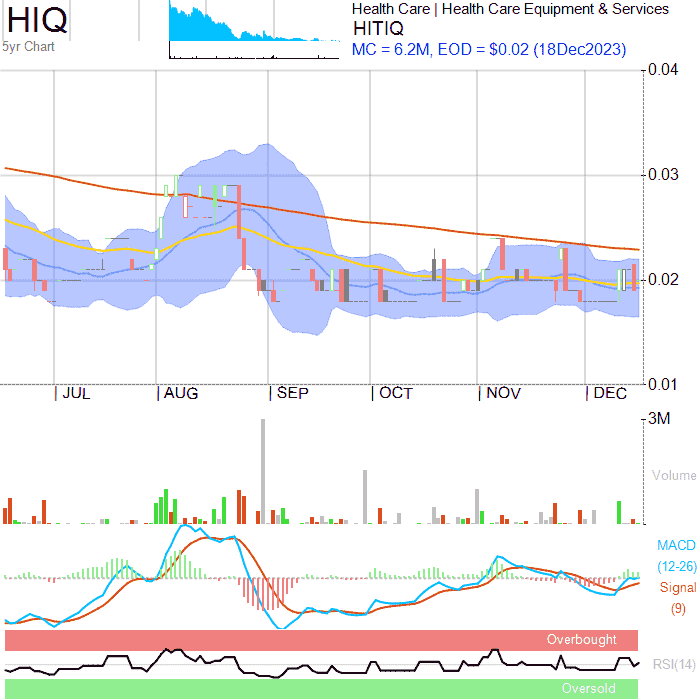 HIQ
5yr Chart
Health Care | Health Care Equipment & Services
HITIQ
MC = 6.2M, EOD = $0.02 (18Dec2023)
0.04
0.03
0.02
0.01
| JUL | AUG | SEP | OCT | NOV | DEC
3M
Volume
MACD
(12-26)
Signal
(9)
Overbought
RSI(14)
Oversold